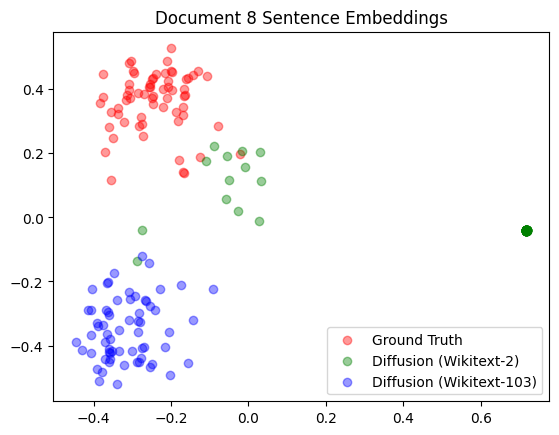 Document 8 Sentence Embeddings
0.4
0.2
0.0
−0.2
−0.4
−0.4
−0.2
0.0
0.2
0.4
0.6
Ground Truth
Diffusion (Wikitext-2)
Diffusion (Wikitext-103)